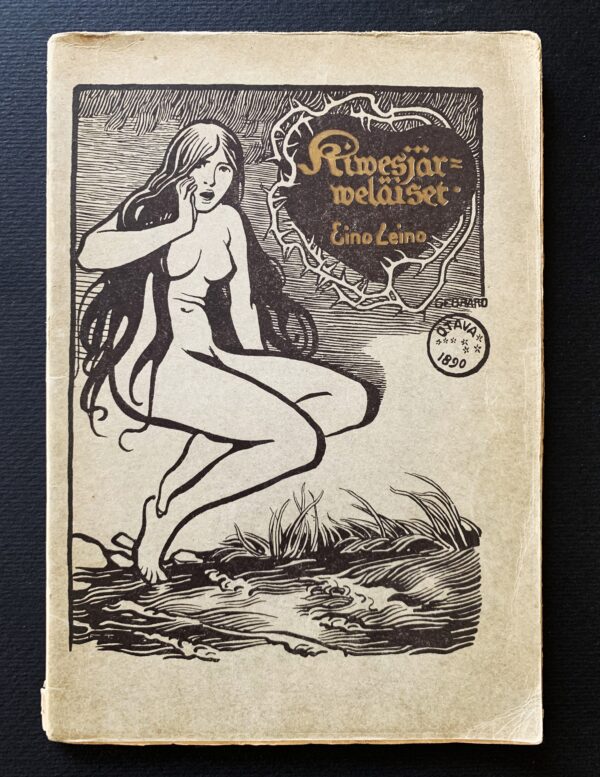 Kiwesjär=
weläiset·
Eino Leino
GEBHARD
OTAVA
1890